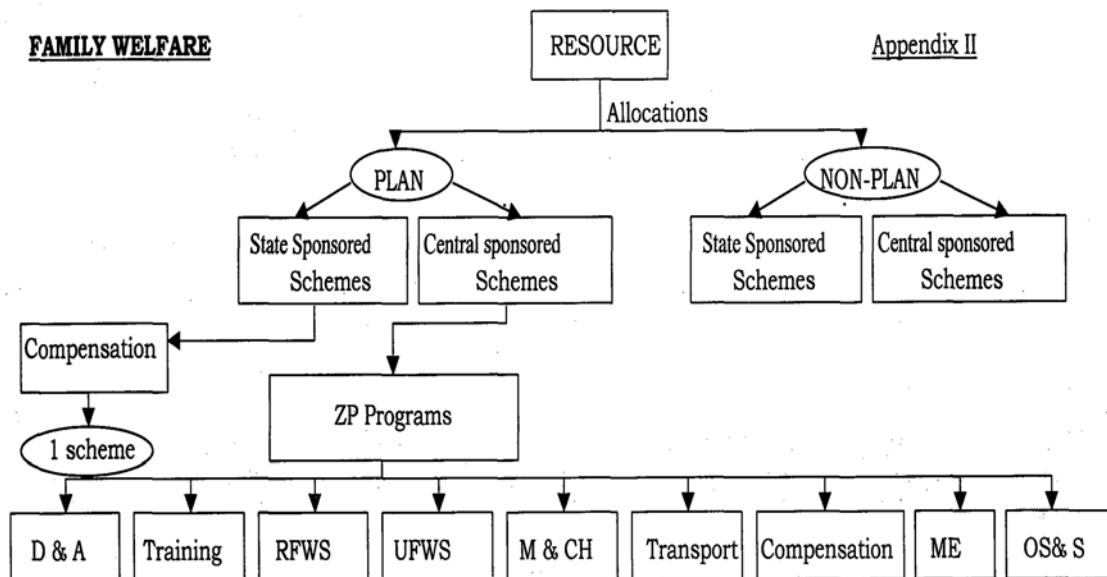 FAMILY WELFARE
RESOURCE
Appendix II
Allocations
PLAN
NON-PLAN
State Sponsored
Schemes
Central sponsored
Schemes
State Sponsored
Schemes
Central sponsored
Schemes
Compensation
ZP Programs
1 scheme
D & A
Training
RFWS
UFWS
M & CH
Transport
Compensation
ME
OS& S